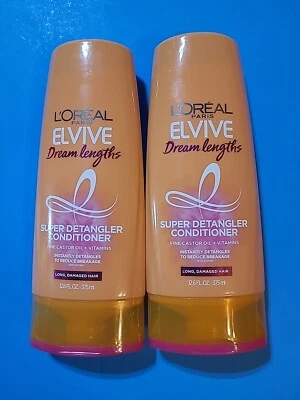 L'ORÉAL
PARIS
ELVIVE
Dream lengths
SUPER DETANGLER
CONDITIONER
FINE CASTOR OIL + VITAMINS
INSTANTLY DETANGLES
TO REDUCE BREAKAGE
LONG, DAMAGED HAIR
12.6 FL. OZ • 375 ml
L'ORÉAL
PARIS
ELVIVE
Dream lengths
SUPER DETANGLER
CONDITIONER
FINE CASTOR OIL + VITAMINS
INSTANTLY DETANGLES
TO REDUCE BREAKAGE
LONG, DAMAGED HAIR
12.6 FL. OZ • 375 ml